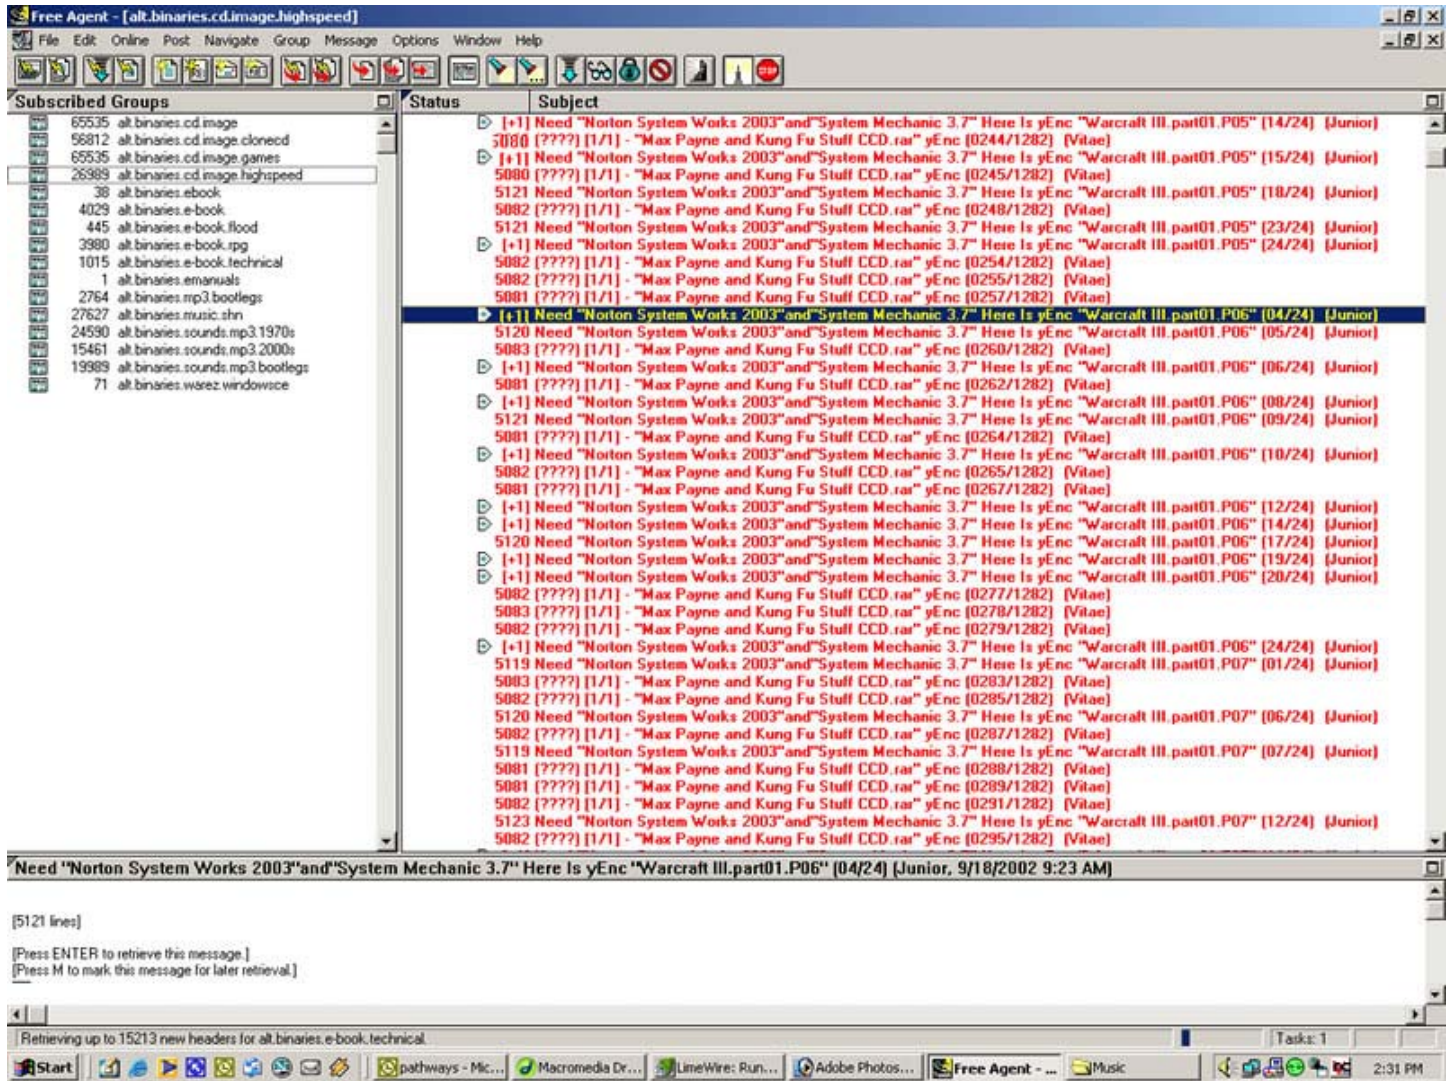 Free Agent - [alt.binaries.cd.image.highspeed]
File Edit Online Post Navigate Group Message Options Window Help
Subscribed Groups
65535 alt.binaries.cd.image
56812 alt.binaries.cd.image.clonecd
65535 alt.binaries.cd.image.games
26989 alt.binaries.cd.image.highspeed
38 alt.binaries.ebook
4029 alt.binaries.e-book
445 alt.binaries.e-book.flood
3980 alt.binaries.e-book.rpg
1015 alt.binaries.e-book.technical
1 alt.binaries.emanuals
2764 alt.binaries.mp3.bootlegs
27627 alt.binaries.music.shn
24590 alt.binaries.sounds.mp3.1970s
15461 alt.binaries.sounds.mp3.2000s
19989 alt.binaries.sounds.mp3.bootlegs
71 alt.binaries.warez.windowsce
Status Subject
[+1] Need "Norton System Works 2003"and"System Mechanic 3.7" Here Is yEnc "Warcraft III.part01.P05" (14/24) (Junior)
5080 (????) [1/1] - "Max Payne and Kung Fu Stuff CCD.rar" yEnc (0244/1282) (Vitae)
[+1] Need "Norton System Works 2003"and"System Mechanic 3.7" Here Is yEnc "Warcraft III.part01.P05" (15/24) (Junior)
5080 (????) [1/1] - "Max Payne and Kung Fu Stuff CCD.rar" yEnc (0245/1282) (Vitae)
5121 Need "Norton System Works 2003"and"System Mechanic 3.7" Here Is yEnc "Warcraft III.part01.P05" (18/24) (Junior)
5082 (????) [1/1] - "Max Payne and Kung Fu Stuff CCD.rar" yEnc (0248/1282) (Vitae)
5121 Need "Norton System Works 2003"and"System Mechanic 3.7" Here Is yEnc "Warcraft III.part01.P05" (23/24) (Junior)
[+1] Need "Norton System Works 2003"and"System Mechanic 3.7" Here Is yEnc "Warcraft III.part01.P05" (24/24) (Junior)
5082 (????) [1/1] - "Max Payne and Kung Fu Stuff CCD.rar" yEnc (0254/1282) (Vitae)
5082 (????) [1/1] - "Max Payne and Kung Fu Stuff CCD.rar" yEnc (0255/1282) (Vitae)
5081 (????) [1/1] - "Max Payne and Kung Fu Stuff CCD.rar" yEnc (0257/1282) (Vitae)
[+1] Need "Norton System Works 2003"and"System Mechanic 3.7" Here Is yEnc "Warcraft III.part01.P06" (04/24) (Junior)
5120 Need "Norton System Works 2003"and"System Mechanic 3.7" Here Is yEnc "Warcraft III.part01.P06" (05/24) (Junior)
5083 (????) [1/1] - "Max Payne and Kung Fu Stuff CCD.rar" yEnc (0260/1282) (Vitae)
[+1] Need "Norton System Works 2003"and"System Mechanic 3.7" Here Is yEnc "Warcraft III.part01.P06" (06/24) (Junior)
5081 (????) [1/1] - "Max Payne and Kung Fu Stuff CCD.rar" yEnc (0262/1282) (Vitae)
[+1] Need "Norton System Works 2003"and"System Mechanic 3.7" Here Is yEnc "Warcraft III.part01.P06" (08/24) (Junior)
5121 Need "Norton System Works 2003"and"System Mechanic 3.7" Here Is yEnc "Warcraft III.part01.P06" (09/24) (Junior)
5081 (????) [1/1] - "Max Payne and Kung Fu Stuff CCD.rar" yEnc (0264/1282) (Vitae)
[+1] Need "Norton System Works 2003"and"System Mechanic 3.7" Here Is yEnc "Warcraft III.part01.P06" (10/24) (Junior)
5082 (????) [1/1] - "Max Payne and Kung Fu Stuff CCD.rar" yEnc (0265/1282) (Vitae)
5081 (????) [1/1] - "Max Payne and Kung Fu Stuff CCD.rar" yEnc (0267/1282) (Vitae)
[+1] Need "Norton System Works 2003"and"System Mechanic 3.7" Here Is yEnc "Warcraft III.part01.P06" (12/24) (Junior)
[+1] Need "Norton System Works 2003"and"System Mechanic 3.7" Here Is yEnc "Warcraft III.part01.P06" (14/24) (Junior)
5120 Need "Norton System Works 2003"and"System Mechanic 3.7" Here Is yEnc "Warcraft III.part01.P06" (17/24) (Junior)
[+1] Need "Norton System Works 2003"and"System Mechanic 3.7" Here Is yEnc "Warcraft III.part01.P06" (19/24) (Junior)
[+1] Need "Norton System Works 2003"and"System Mechanic 3.7" Here Is yEnc "Warcraft III.part01.P06" (20/24) (Junior)
5082 (????) [1/1] - "Max Payne and Kung Fu Stuff CCD.rar" yEnc (0277/1282) (Vitae)
5083 (????) [1/1] - "Max Payne and Kung Fu Stuff CCD.rar" yEnc (0278/1282) (Vitae)
5082 (????) [1/1] - "Max Payne and Kung Fu Stuff CCD.rar" yEnc (0279/1282) (Vitae)
[+1] Need "Norton System Works 2003"and"System Mechanic 3.7" Here Is yEnc "Warcraft III.part01.P06" (24/24) (Junior)
5119 Need "Norton System Works 2003"and"System Mechanic 3.7" Here Is yEnc "Warcraft III.part01.P07" (01/24) (Junior)
5083 (????) [1/1] - "Max Payne and Kung Fu Stuff CCD.rar" yEnc (0283/1282) (Vitae)
5082 (????) [1/1] - "Max Payne and Kung Fu Stuff CCD.rar" yEnc (0285/1282) (Vitae)
5120 Need "Norton System Works 2003"and"System Mechanic 3.7" Here Is yEnc "Warcraft III.part01.P07" (06/24) (Junior)
5082 (????) [1/1] - "Max Payne and Kung Fu Stuff CCD.rar" yEnc (0287/1282) (Vitae)
5119 Need "Norton System Works 2003"and"System Mechanic 3.7" Here Is yEnc "Warcraft III.part01.P07" (07/24) (Junior)
5081 (????) [1/1] - "Max Payne and Kung Fu Stuff CCD.rar" yEnc (0288/1282) (Vitae)
5081 (????) [1/1] - "Max Payne and Kung Fu Stuff CCD.rar" yEnc (0289/1282) (Vitae)
5082 (????) [1/1] - "Max Payne and Kung Fu Stuff CCD.rar" yEnc (0291/1282) (Vitae)
5123 Need "Norton System Works 2003"and"System Mechanic 3.7" Here Is yEnc "Warcraft III.part01.P07" (12/24) (Junior)
5082 (????) [1/1] - "Max Payne and Kung Fu Stuff CCD.rar" yEnc (0295/1282) (Vitae)
Need "Norton System Works 2003"and"System Mechanic 3.7" Here Is yEnc "Warcraft III.part01.P06" (04/24) (Junior, 9/18/2002 9:23 AM)
[5121 lines]
[Press ENTER to retrieve this message.]
[Press M to mark this message for later retrieval.]
Retrieving up to 15213 new headers for alt.binaries.e-book.technical. Tasks: 1
Start pathways - Mic... Macromedia Dr... LimeWire: Run... Adobe Photos... Free Agent - ... Music 2:31 PM